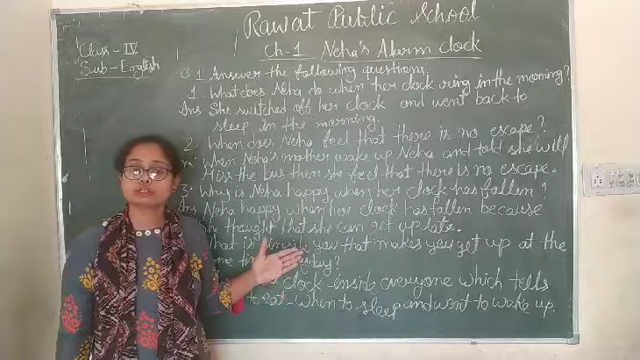 Rawat Public School
Class - IV
Sub - English
Ch-1 Neha's Alarm clock
Q 1 Answer the following questions.
1 What does Neha do when her clock ring in the morning?
Ans She switched off her clock and went back to
sleep in the morning.
2. When does Neha feel that there is no escape?
When Neha's mother wake up Neha and told she will
Miss the bus then she feel that there is no escape.
3. Why is Neha happy when her clock has fallen?
Neha happy when her clock has fallen because
she thought that she can get up late.
What is inside you that makes you get up at the
clock inside everyone which tells
to eat - when to sleep and went to wake up.